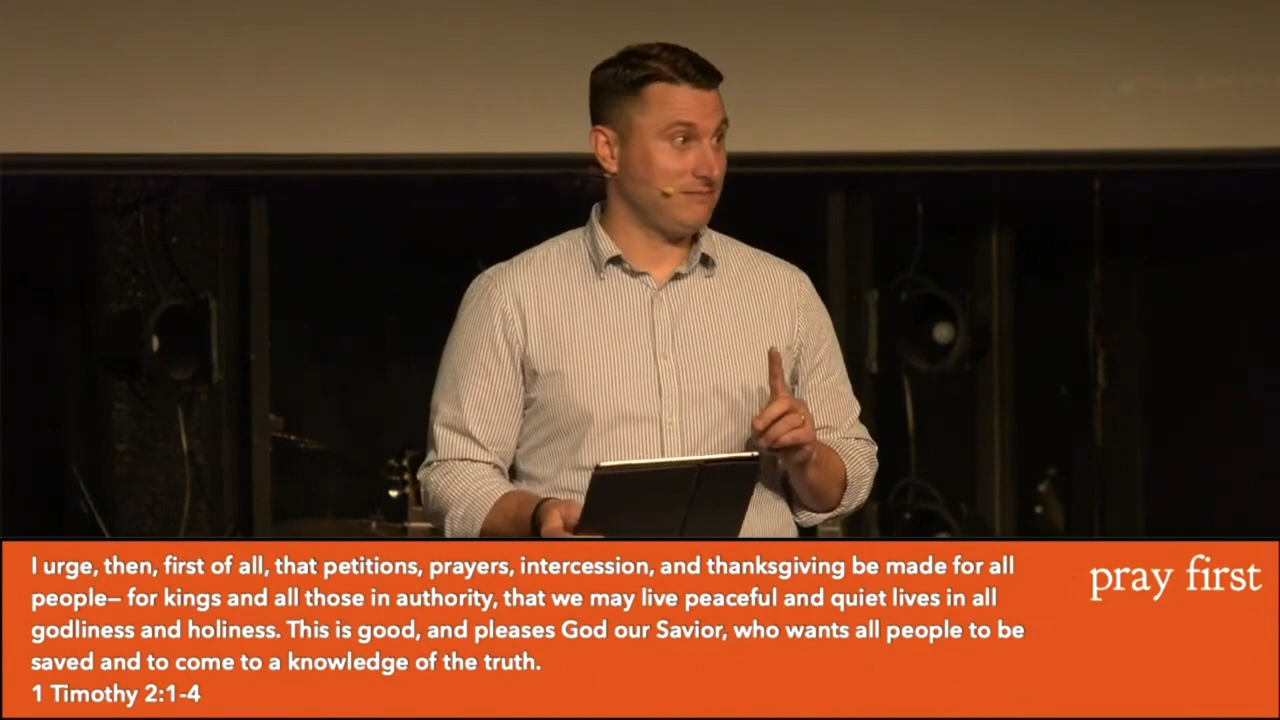 I urge, then, first of all, that petitions, prayers, intercession, and thanksgiving be made for all
people— for kings and all those in authority, that we may live peaceful and quiet lives in all
godliness and holiness. This is good, and pleases God our Savior, who wants all people to be
saved and to come to a knowledge of the truth.
1 Timothy 2:1-4
pray first